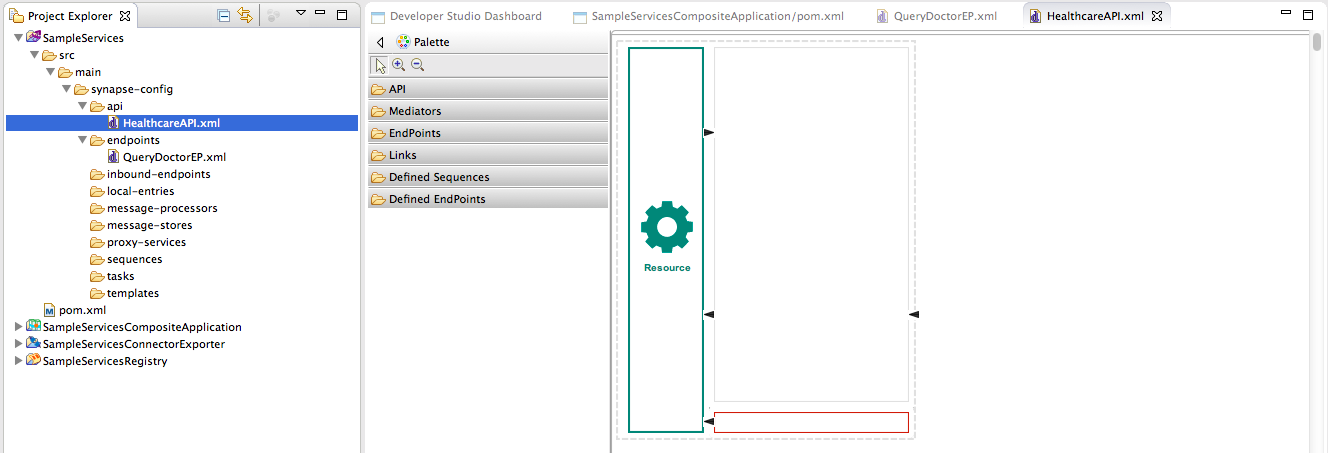 Project Explorer
SampleServices
src
main
synapse-config
api
HealthcareAPI.xml
endpoints
QueryDoctorEP.xml
inbound-endpoints
local-entries
message-processors
message-stores
proxy-services
sequences
tasks
templates
pom.xml
SampleServicesCompositeApplication
SampleServicesConnectorExporter
SampleServicesRegistry
Developer Studio Dashboard
SampleServicesCompositeApplication/pom.xml
QueryDoctorEP.xml
HealthcareAPI.xml
Palette
API
Mediators
EndPoints
Links
Defined Sequences
Defined EndPoints
Resource